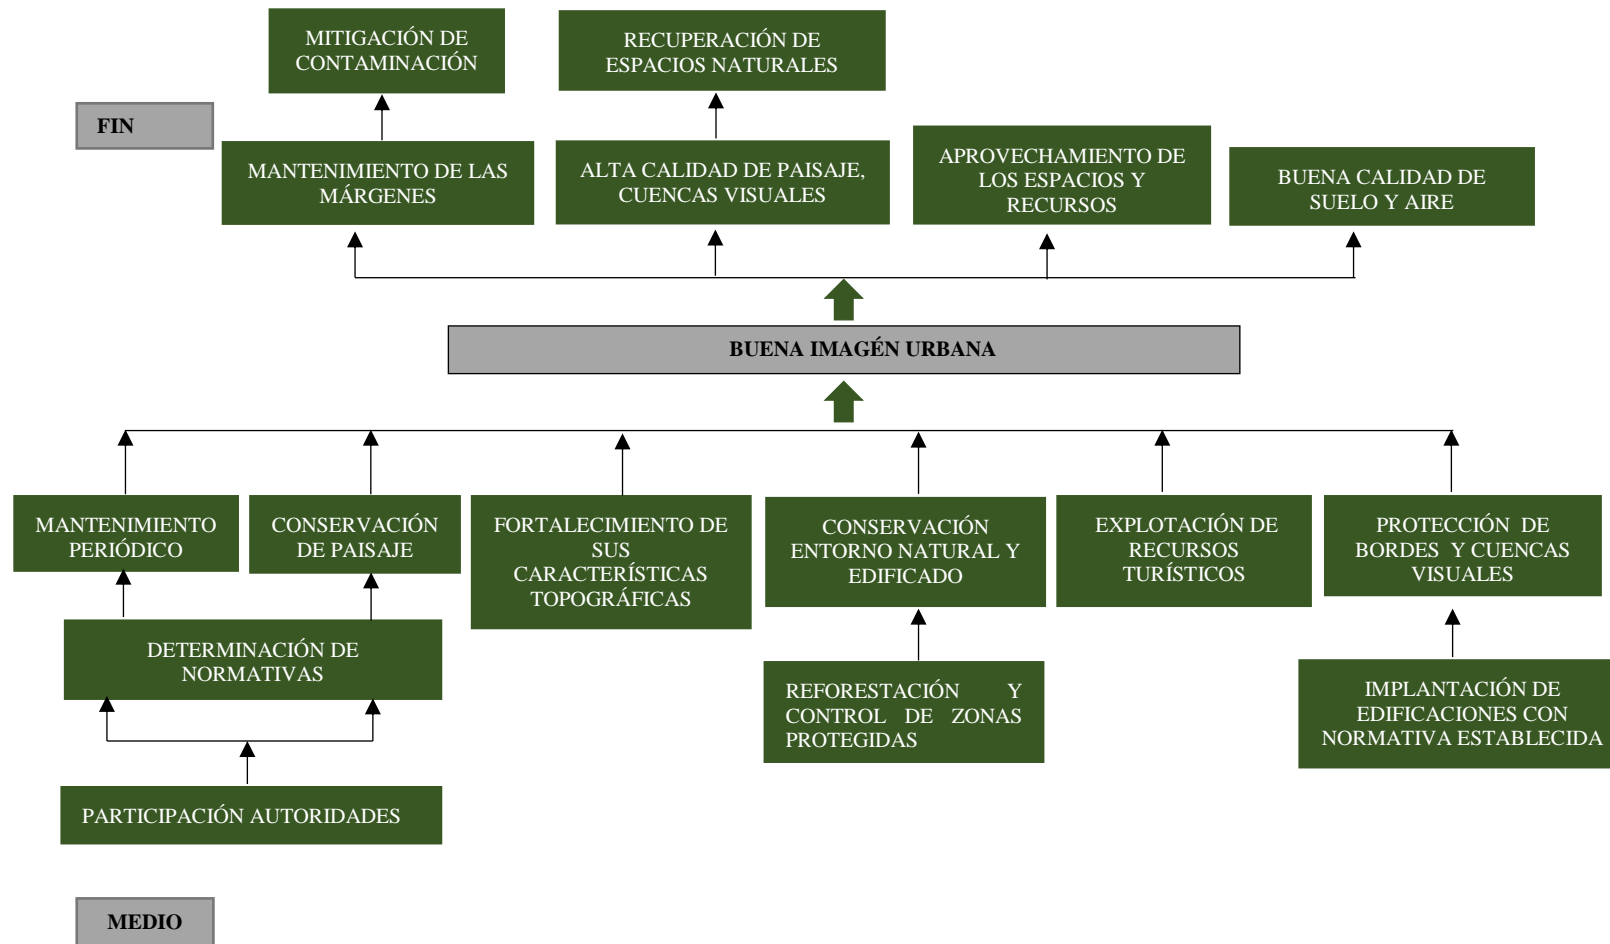 MITIGACIÓN DE
CONTAMINACIÓN
RECUPERACIÓN DE
ESPACIOS NATURALES
FIN
MANTENIMIENTO DE LAS
MÁRGENES
ALTA CALIDAD DE PAISAJE,
CUENCAS VISUALES
APROVECHAMIENTO DE
LOS ESPACIOS Y
RECURSOS
BUENA CALIDAD DE
SUELO Y AIRE
BUENA IMAGÉN URBANA
MANTENIMIENTO
PERIÓDICO
CONSERVACIÓN
DE PAISAJE
FORTALECIMIENTO DE
SUS
CARACTERÍSTICAS
TOPOGRÁFICAS
CONSERVACIÓN
ENTORNO NATURAL Y
EDIFICADO
EXPLOTACIÓN DE
RECURSOS
TURÍSTICOS
PROTECCIÓN DE
BORDES Y CUENCAS
VISUALES
DETERMINACIÓN DE
NORMATIVAS
REFORESTACIÓN Y
CONTROL DE ZONAS
PROTEGIDAS
IMPLANTACIÓN DE
EDIFICACIONES CON
NORMATIVA ESTABLECIDA
PARTICIPACIÓN AUTORIDADES
MEDIO